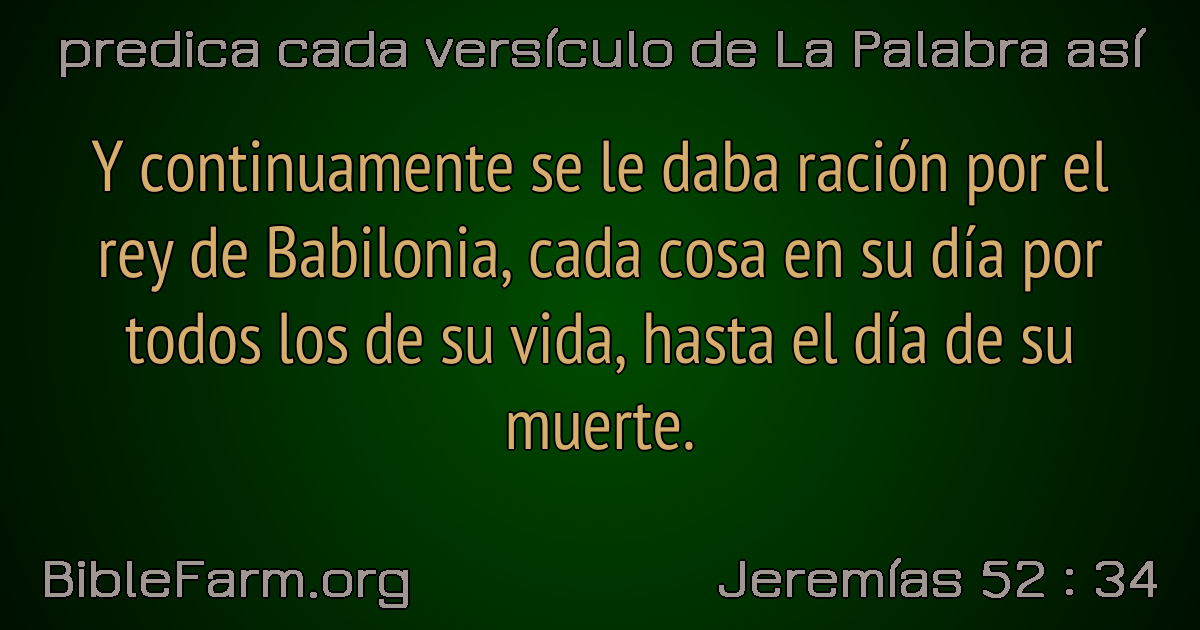 predica cada versículo de La Palabra así
Y continuamente se le daba ración por el
rey de Babilonia, cada cosa en su día por
todos los de su vida, hasta el día de su
muerte.
BibleFarm.org
Jeremías 52 : 34